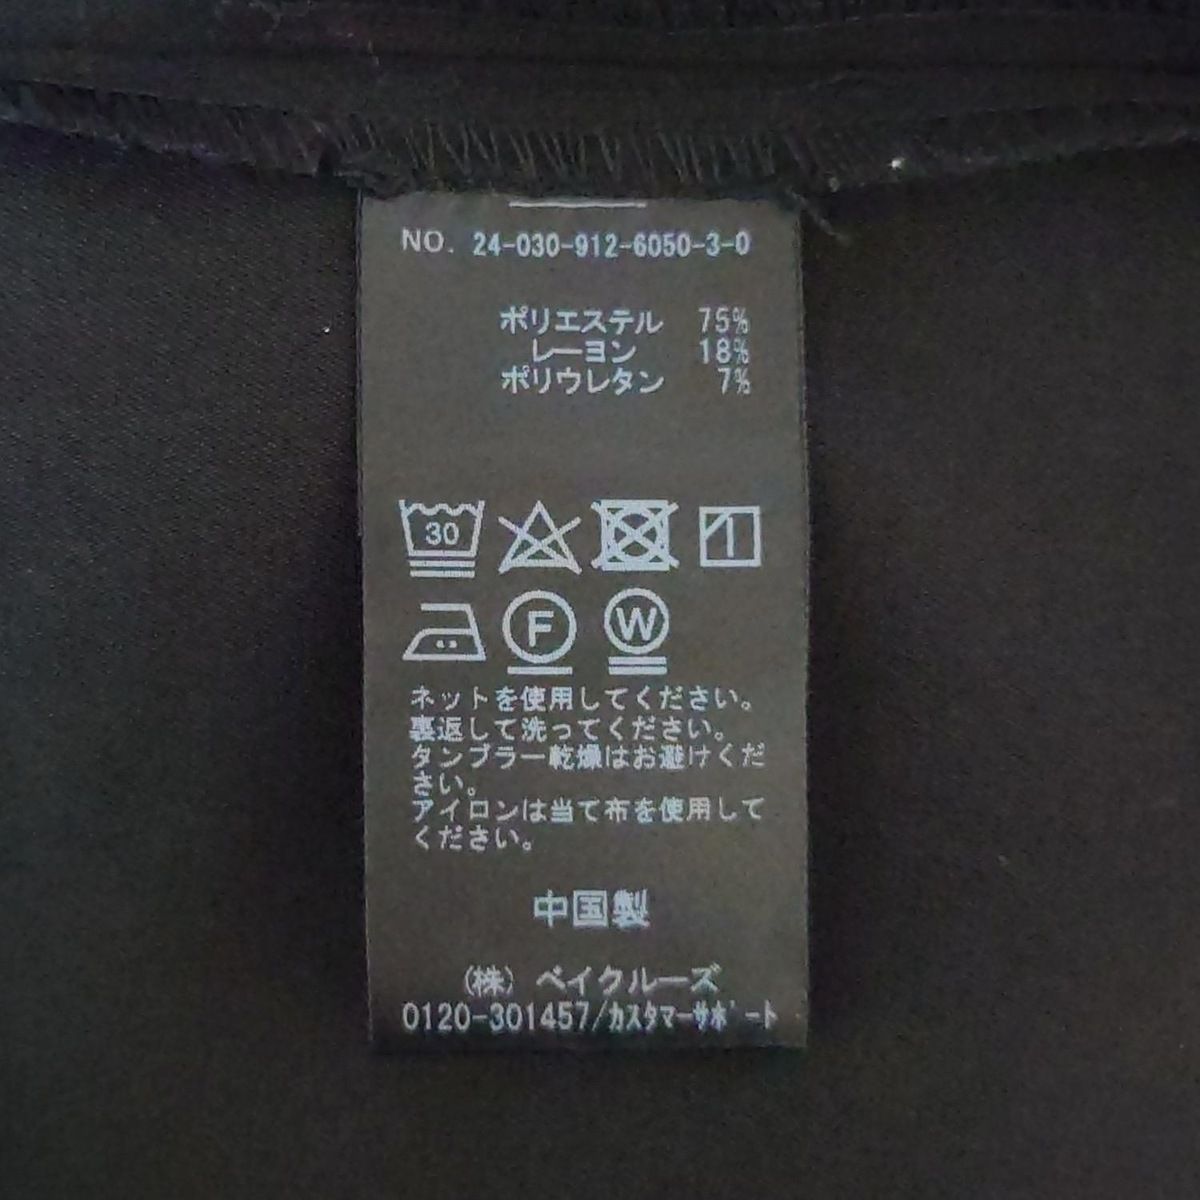 NO. 24-030-912-6050-3-0
ポリエステル 75%
レーヨン 18%
ポリウレタン 7%
30
F W
ネットを使用してください。
裏返して洗ってください。
タンブラー乾燥はお避けくだ
さい。
アイロンは当て布を使用して
ください。
中国製
(株) ベイクルーズ
0120-301457/ｶｽﾀﾏｰｻﾎﾟｰﾄ